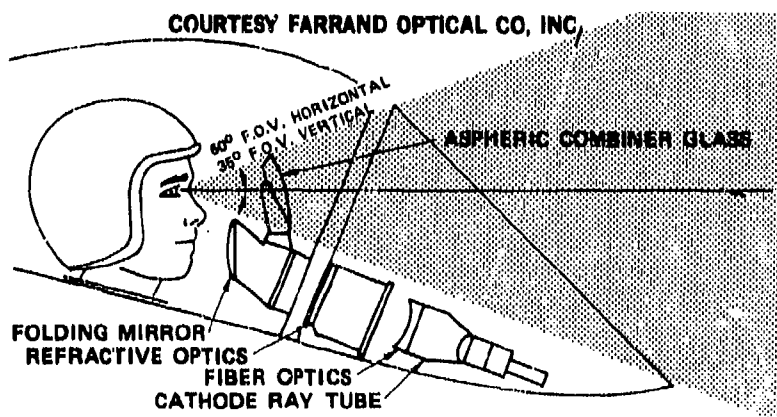 COURTESY FARRAND OPTICAL CO, INC,
60° F.O.V. HORIZONTAL
35° F.O.V. VERTICAL
ASPHERIC COMBINER GLASS
FOLDING MIRROR
REFRACTIVE OPTICS
FIBER OPTICS
CATHODE RAY TUBE